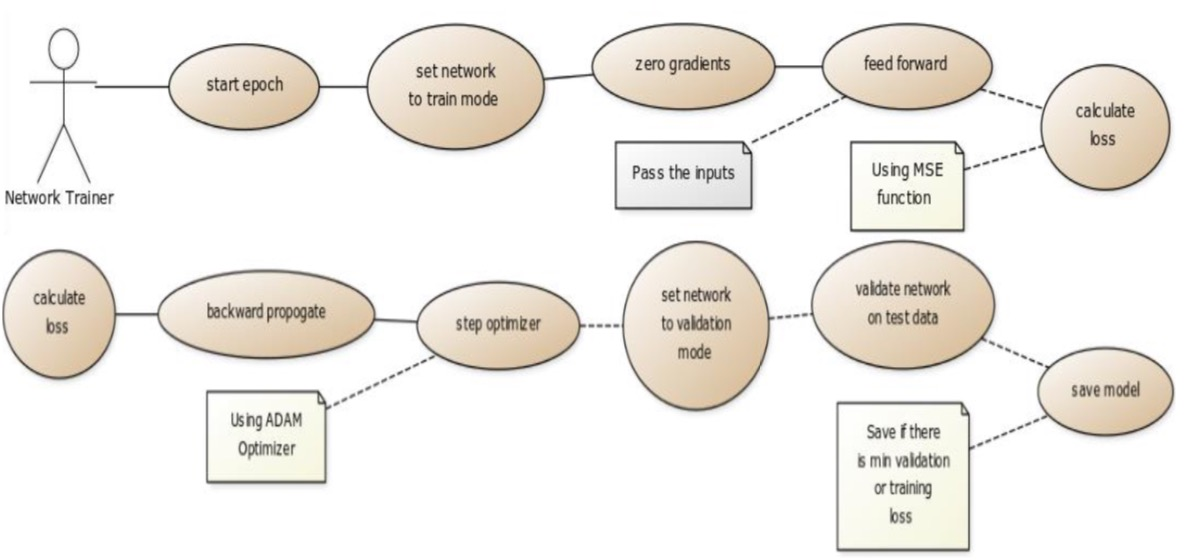 start epoch
set network
to train mode
zero gradients
feed forward
calculate
loss
Pass the inputs
Using MSE
function
Network Trainer
calculate
loss
backward propogate
step optimizer
set network
to validation
mode
validate network
on test data
save model
Using ADAM
Optimizer
Save if there
is min validation
or training
loss